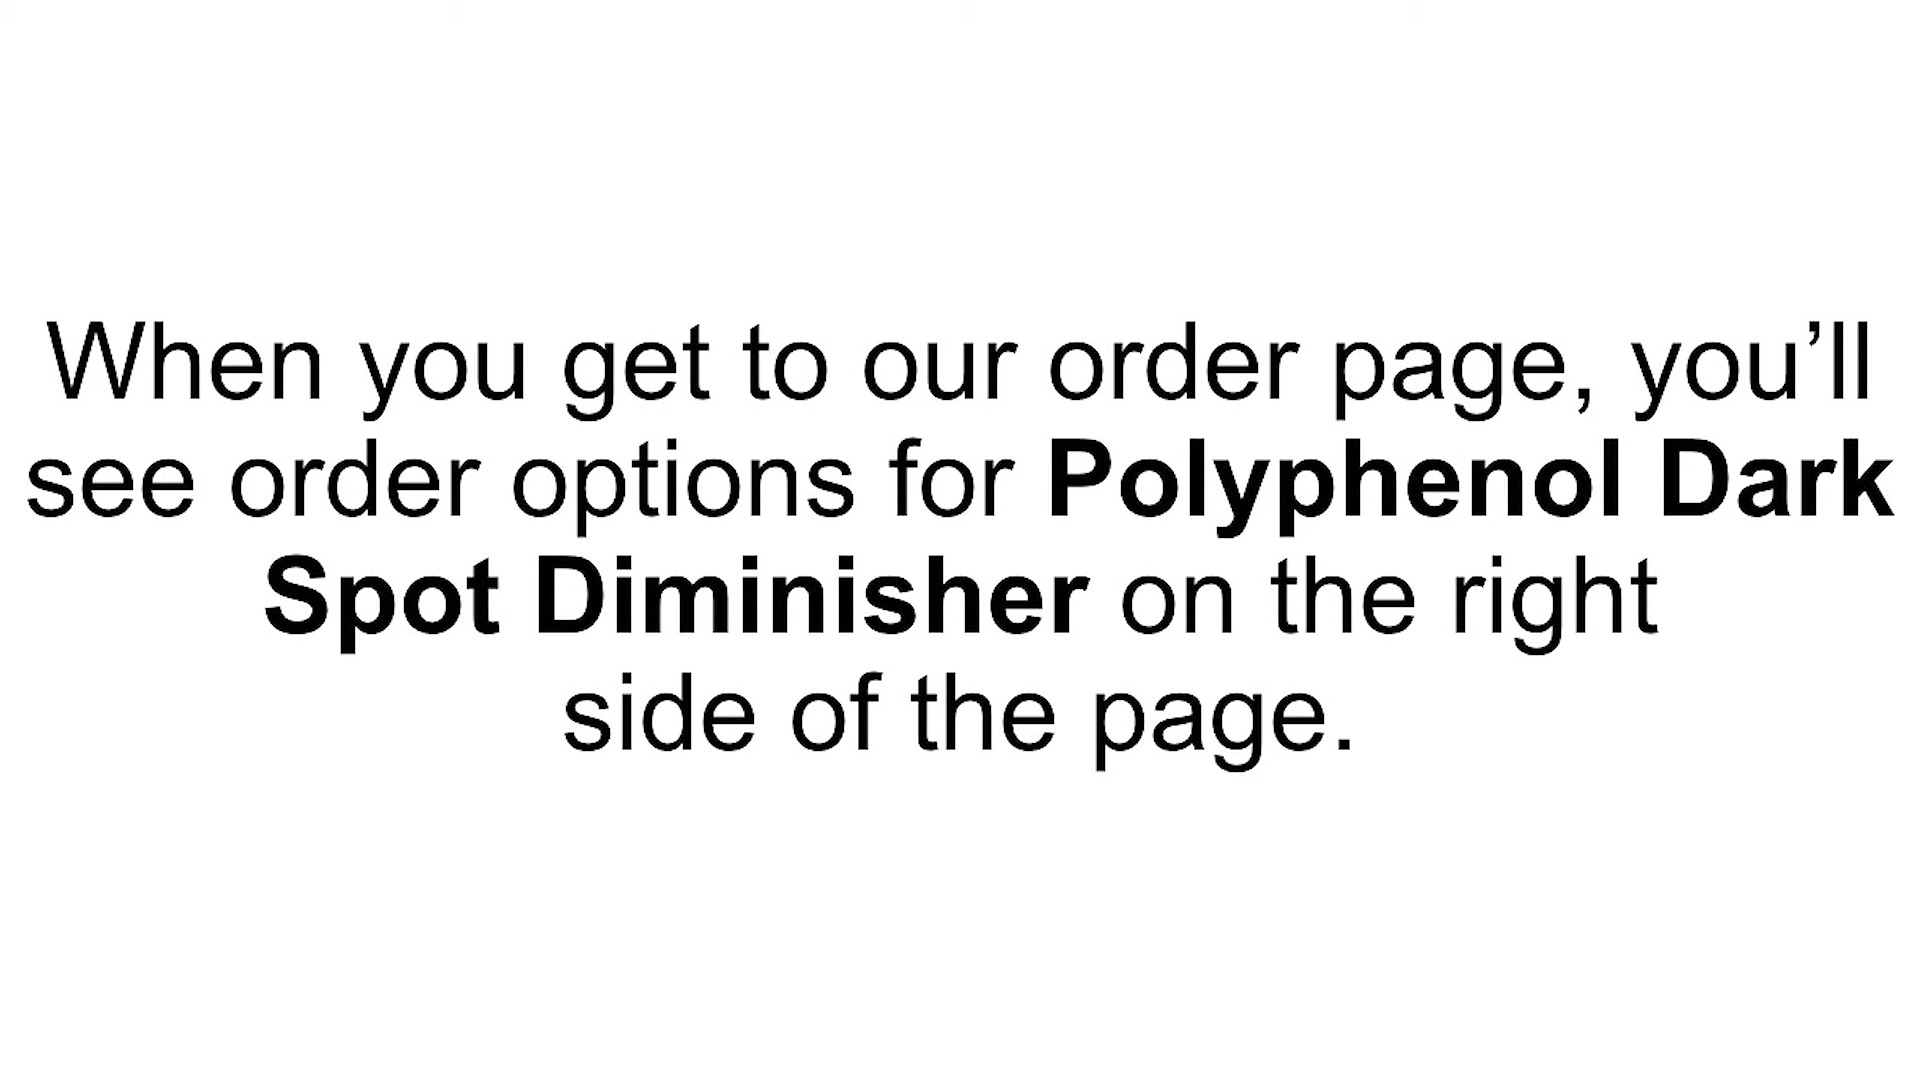 When you get to our order page, you’ll
see order options for Polyphenol Dark
Spot Diminisher on the right
side of the page.